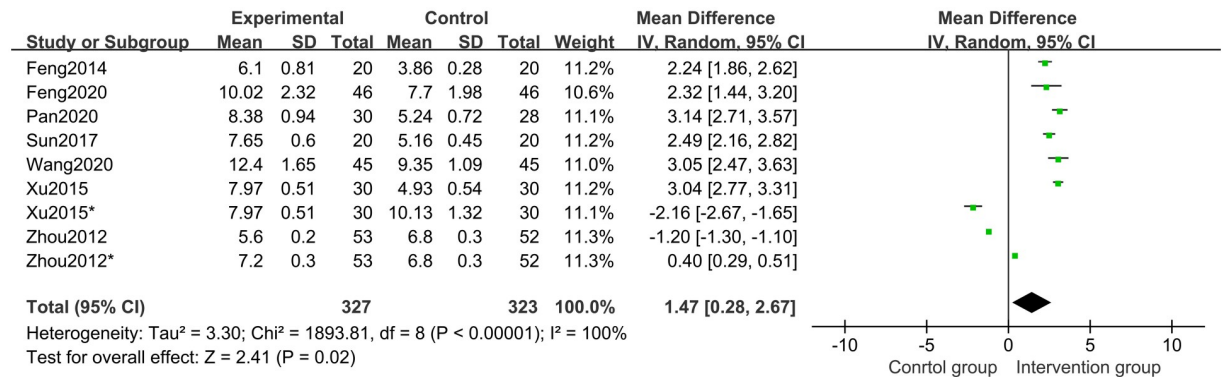 Experimental Control Mean Difference Mean Difference
Study or Subgroup Mean SD Total Mean SD Total Weight IV, Random, 95% CI IV, Random, 95% CI
Feng2014 6.1 0.81 20 3.86 0.28 20 11.2% 2.24 [1.86, 2.62]
Feng2020 10.02 2.32 46 7.7 1.98 46 10.6% 2.32 [1.44, 3.20]
Pan2020 8.38 0.94 30 5.24 0.72 28 11.1% 3.14 [2.71, 3.57]
Sun2017 7.65 0.6 20 5.16 0.45 20 11.2% 2.49 [2.16, 2.82]
Wang2020 12.4 1.65 45 9.35 1.09 45 11.0% 3.05 [2.47, 3.63]
Xu2015 7.97 0.51 30 4.93 0.54 30 11.2% 3.04 [2.77, 3.31]
Xu2015* 7.97 0.51 30 10.13 1.32 30 11.1% -2.16 [-2.67, -1.65]
Zhou2012 5.6 0.2 53 6.8 0.3 52 11.3% -1.20 [-1.30, -1.10]
Zhou2012* 7.2 0.3 53 6.8 0.3 52 11.3% 0.40 [0.29, 0.51]
Total (95% CI) 327 323 100.0% 1.47 [0.28, 2.67]
Heterogeneity: Tau² = 3.30; Chi² = 1893.81, df = 8 (P < 0.00001); I² = 100%
Test for overall effect: Z = 2.41 (P = 0.02)
-10 -5 0 5 10
Conrtol group Intervention group